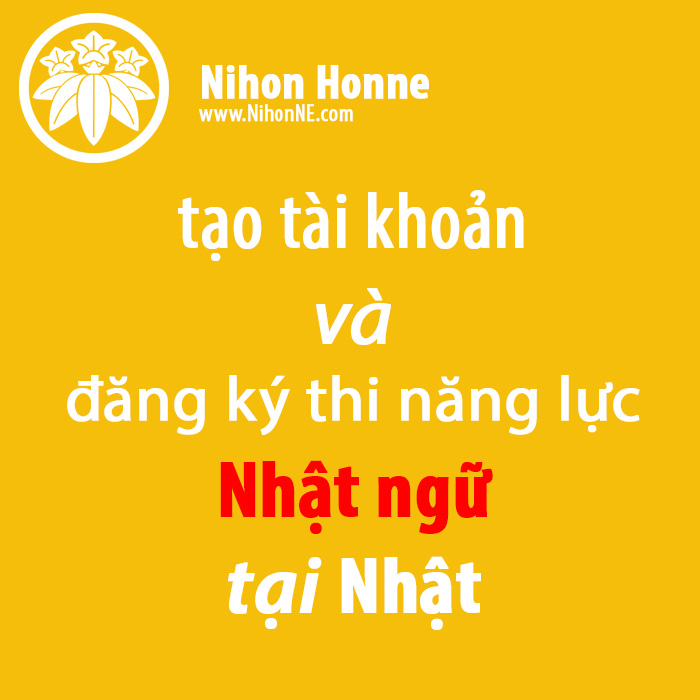 Nihon Honne
www.NihonNE.com
tạo tài khoản
và
đăng ký thi năng lực
Nhật ngữ
tại Nhật